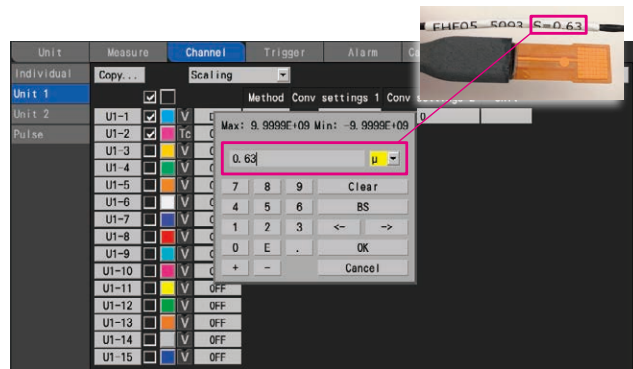 EHF05 5093 S=0.63
Unit Measure Channel Trigger Alarm
Individual Copy... Scaling
Unit 1 Method Conv settings 1 Conv
Unit 2
Pulse
U1-1 V
U1-2 Tc
U1-3 V
U1-4 V
U1-5 V
U1-6 V
U1-7 V
U1-8 V
U1-9 V
U1-10 V
U1-11 V OFF
U1-12 V OFF
U1-13 V OFF
U1-14 V OFF
U1-15 V OFF
Max: 9.9999E+09 Min: -9.9999E+09
0.63 μ
7 8 9 Clear
4 5 6 BS
1 2 3 <- ->
0 E . OK
+ - Cancel